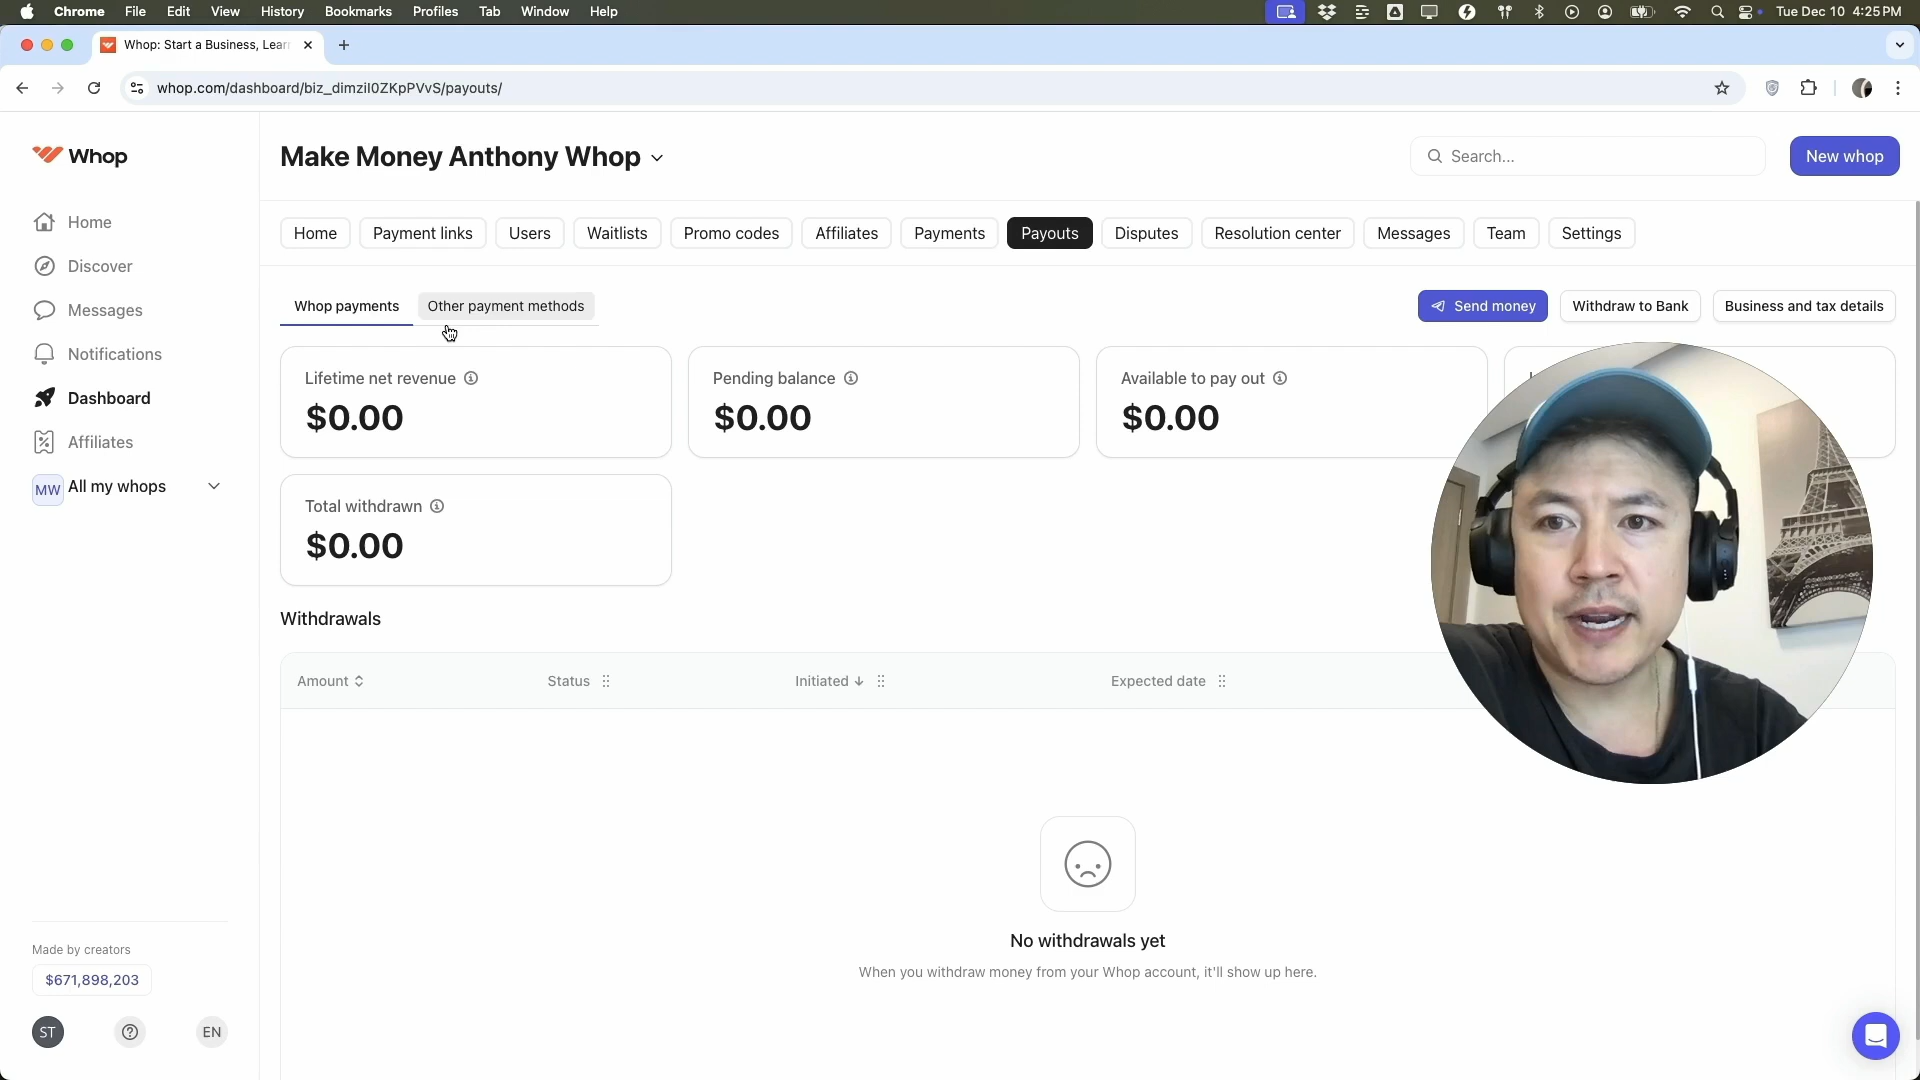 Chrome File Edit View History Bookmarks Profiles Tab Window Help Tue Dec 10 4:25 PM
Whop: Start a Business, Lear
whop.com/dashboard/biz_dimziI0ZKpPVvS/payouts/
Whop
Make Money Anthony Whop
Search...
New whop
Home
Discover
Messages
Notifications
Dashboard
Affiliates
MW All my whops
Home Payment links Users Waitlists Promo codes Affiliates Payments Payouts Disputes Resolution center Messages Team Settings
Whop payments Other payment methods Send money Withdraw to Bank Business and tax details
Lifetime net revenue
$0.00
Pending balance
$0.00
Available to pay out
$0.00
Total withdrawn
$0.00
Withdrawals
Amount Status Initiated Expected date
No withdrawals yet
When you withdraw money from your Whop account, it'll show up here.
Made by creators
$671,898,203
ST EN